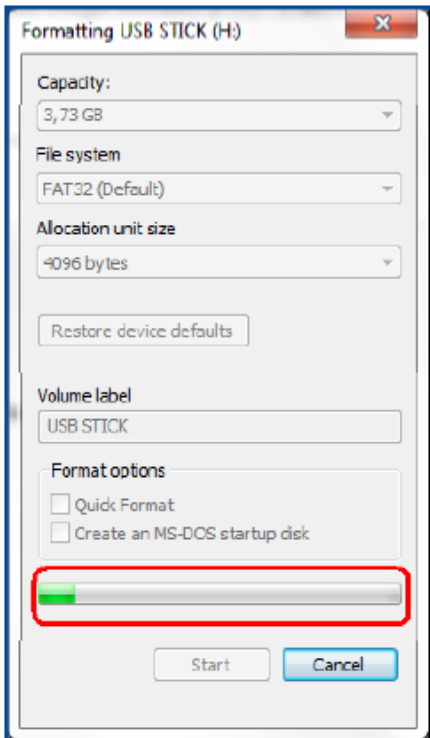 Formatting USB STICK (H:)
Capacity:
3,73 GB
File system
FAT32 (Default)
Allocation unit size
4096 bytes
Restore device defaults
Volume label
USB STICK
Format options
Quick Format
Create an MS-DOS startup disk
Start
Cancel